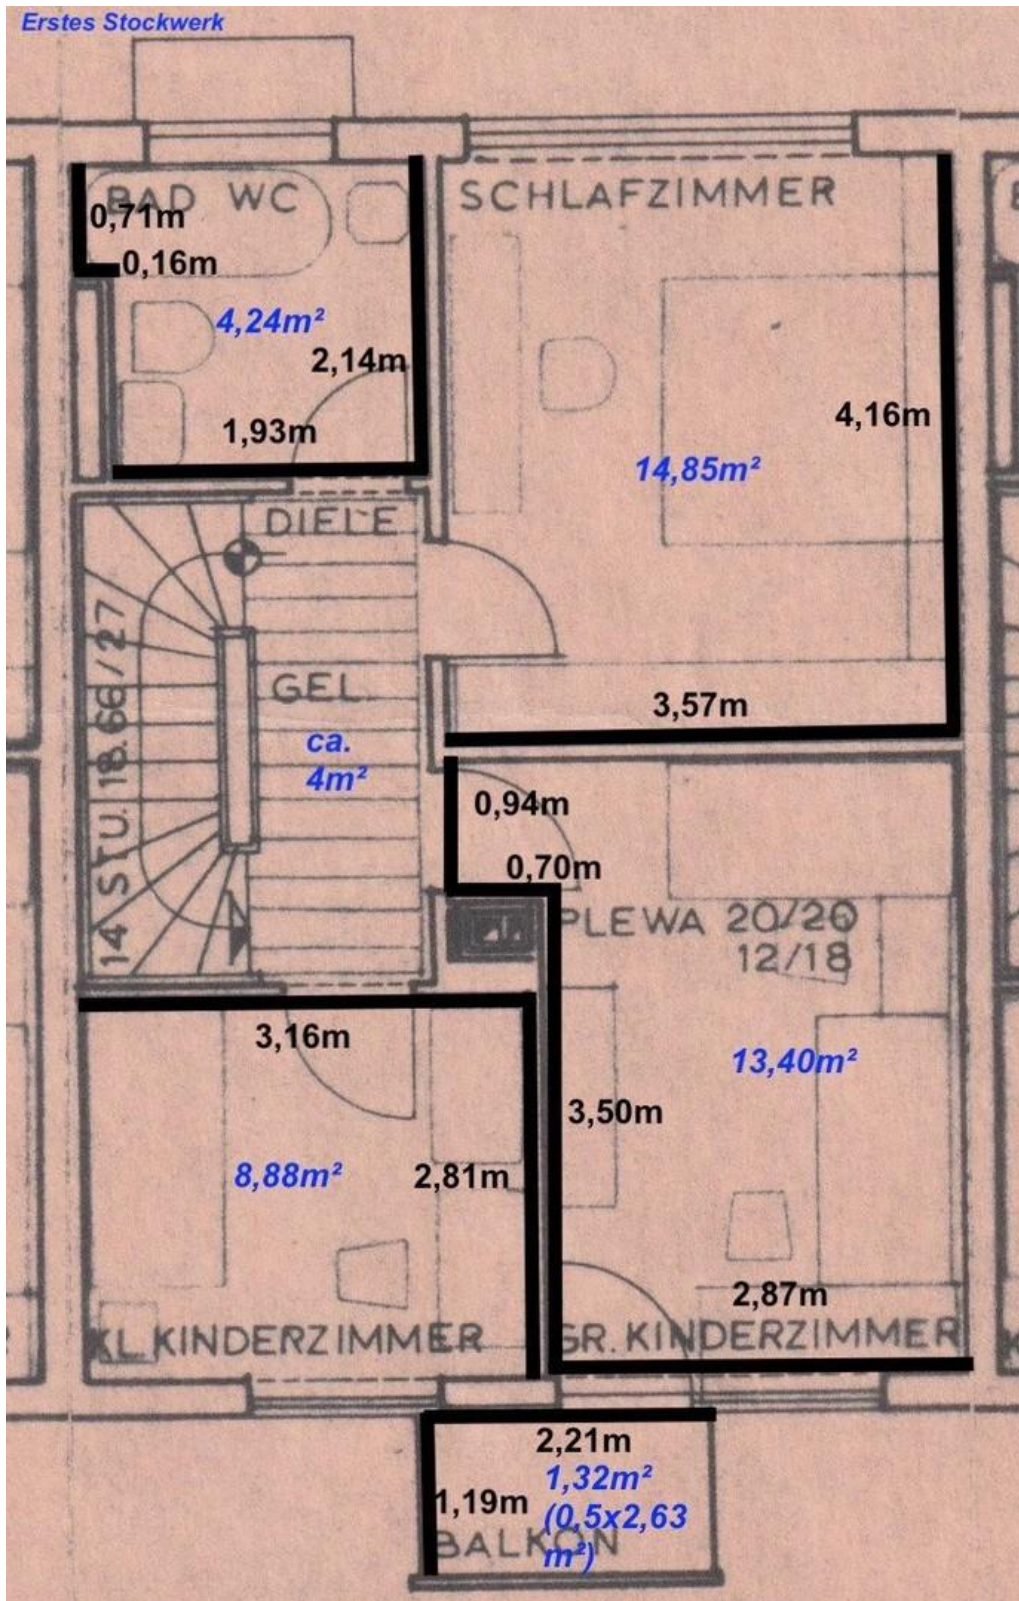 Erstes Stockwerk
BAD WC
SCHLAFZIMMER
0,71m
0,16m
4,24m²
2,14m
1,93m
4,16m
14,85m²
DIELE
14 STU. 18.66/27
GEL.
ca.
4m²
3,57m
0,94m
0,70m
PLEWA 20/20
12/18
3,16m
13,40m²
3,50m
8,88m²
2,81m
2,87m
KL.KINDERZIMMER
GR.KINDERZIMMER
2,21m
1,32m²
1,19m
(0,5x2,63
m²)
BALKON